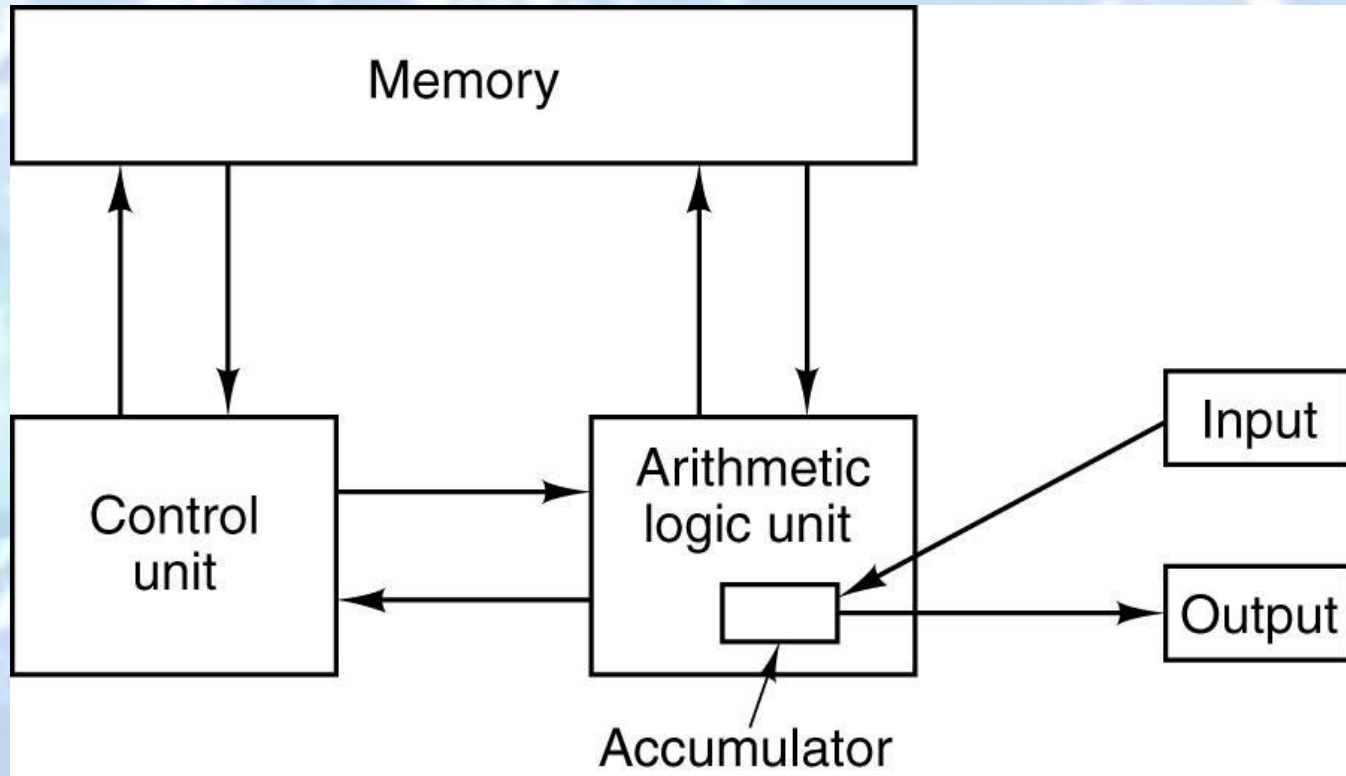 Memory
Control
unit
Arithmetic
logic unit
Input
Output
Accumulator